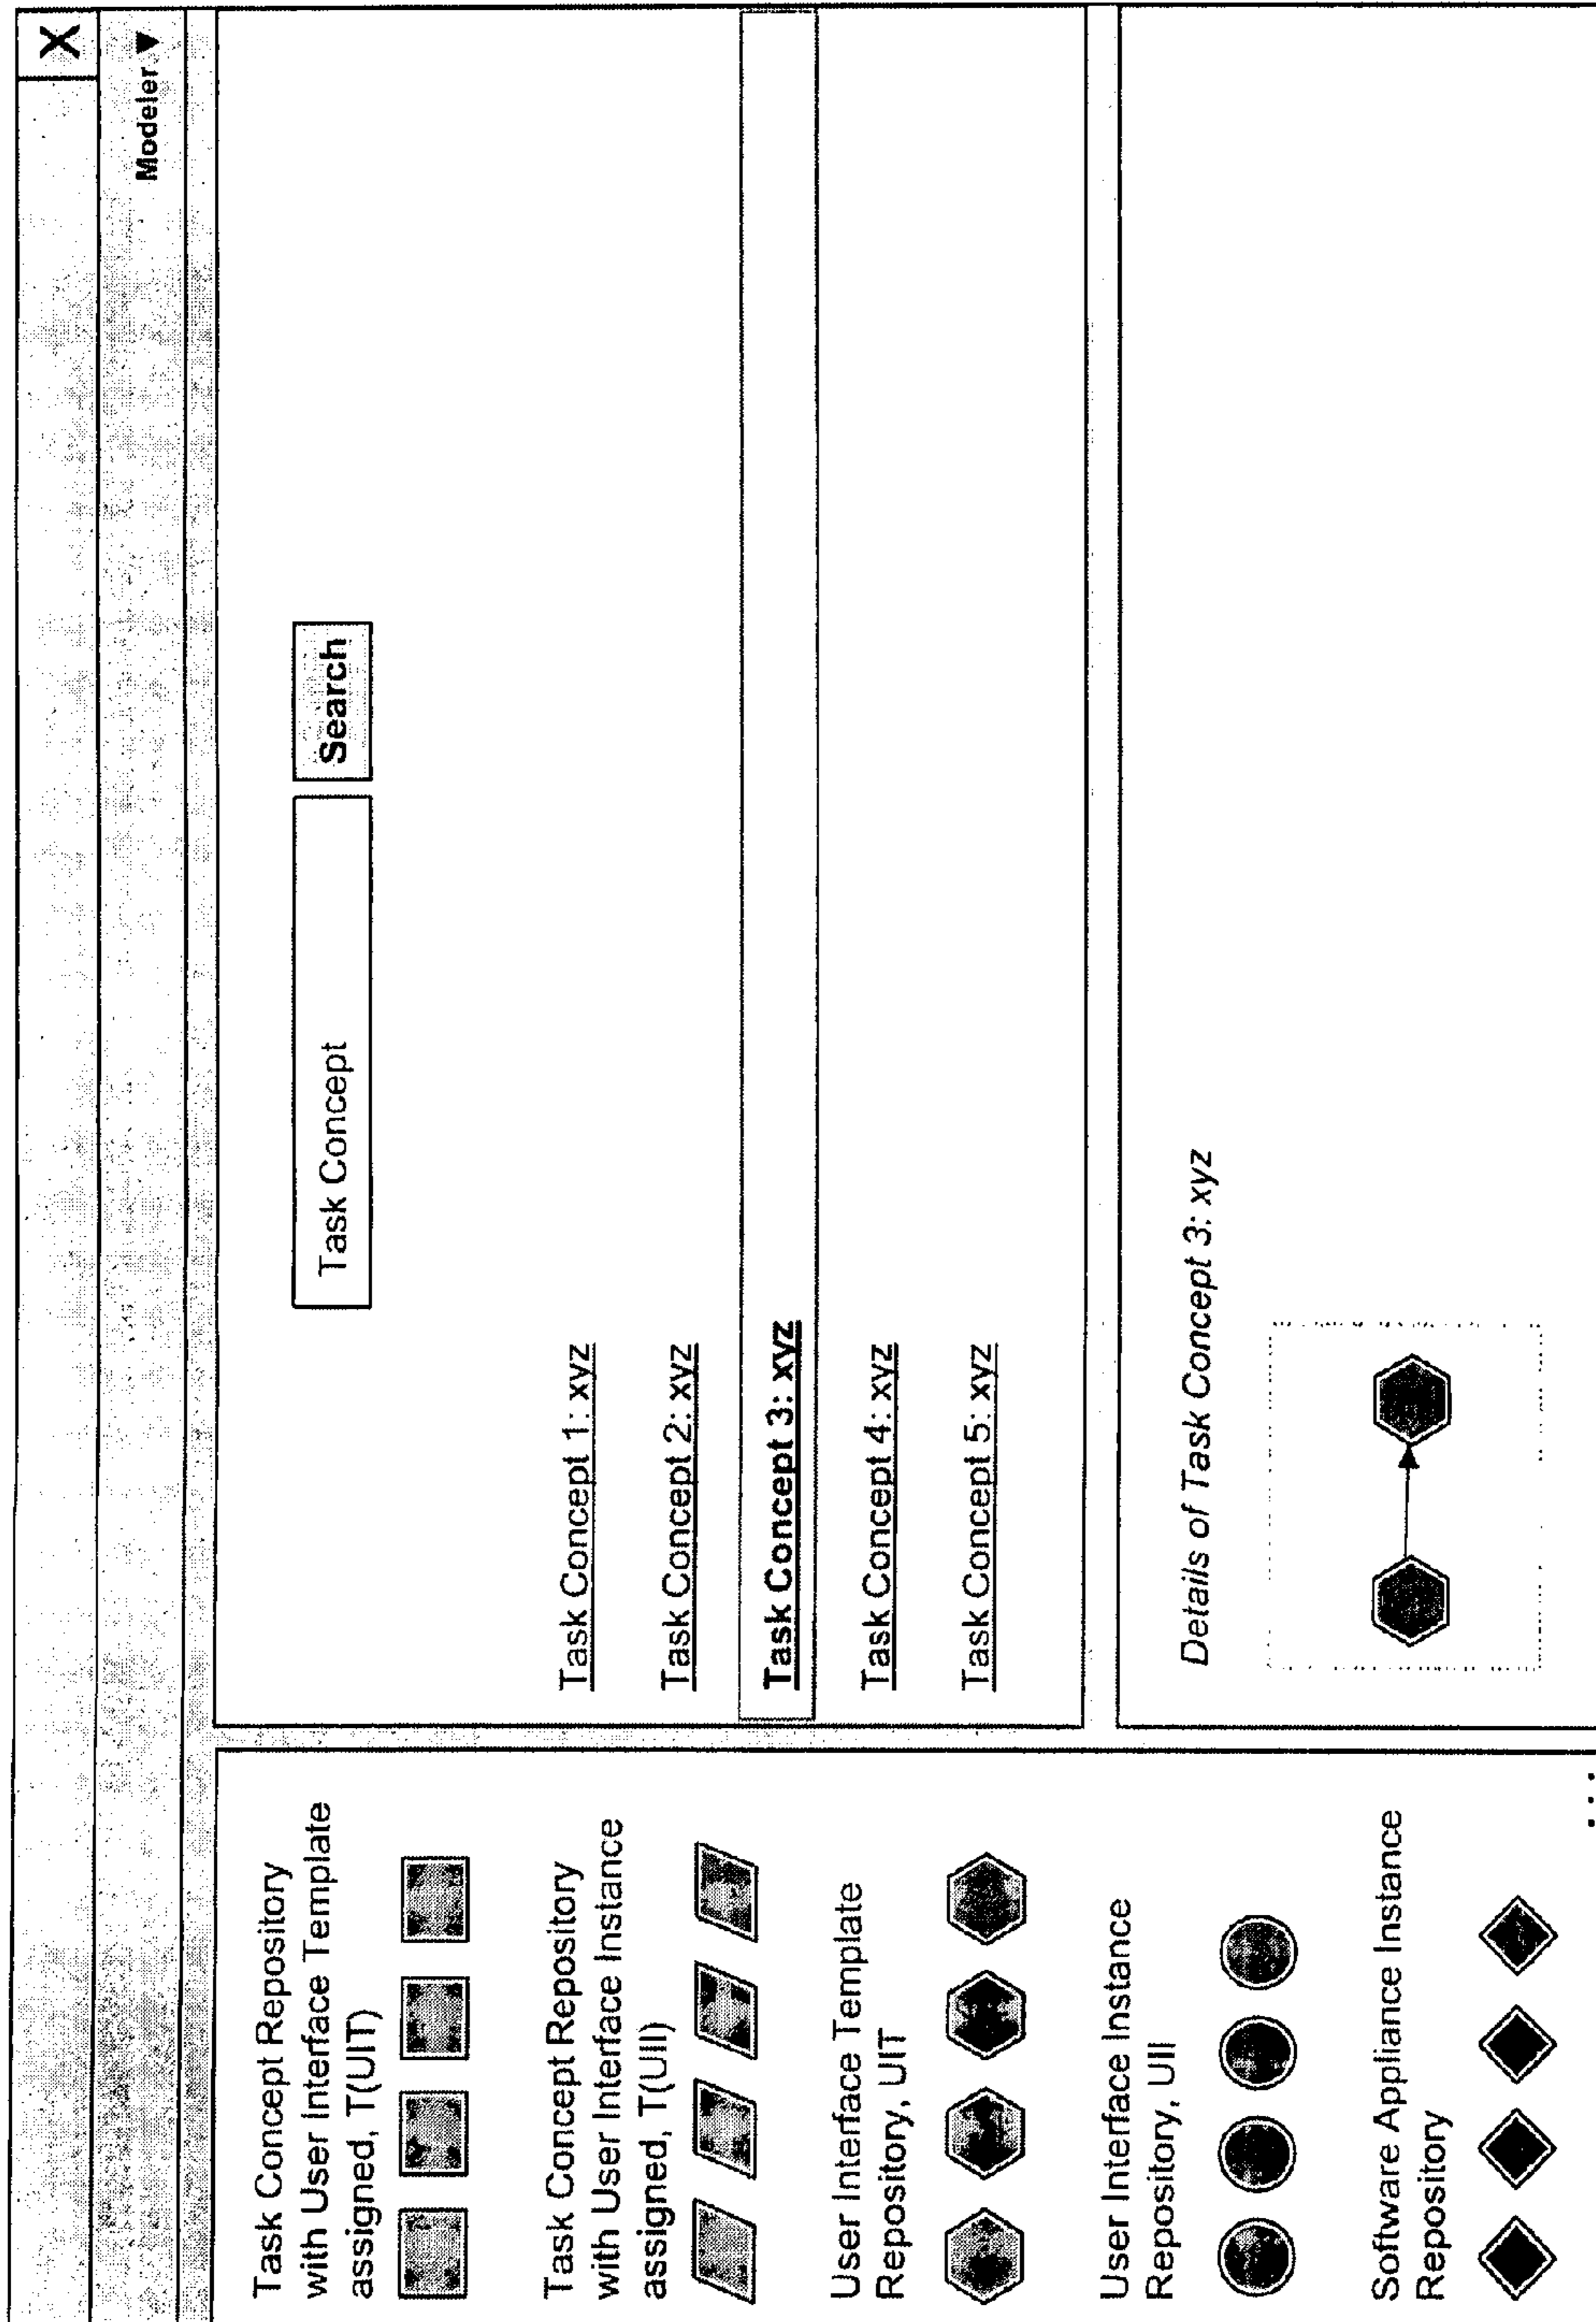 X
Modeler ▼
Task Concept Repository
with User Interface Template
assigned, T(UIT)
Task Concept Repository
with User Interface Instance
assigned, T(UII)
User Interface Template
Repository, UIT
User Interface Instance
Repository, UII
Software Appliance Instance
Repository
...
Task Concept
Search
Task Concept 1: xyz
Task Concept 2: xyz
Task Concept 3: xyz
Task Concept 4: xyz
Task Concept 5: xyz
Details of Task Concept 3: xyz